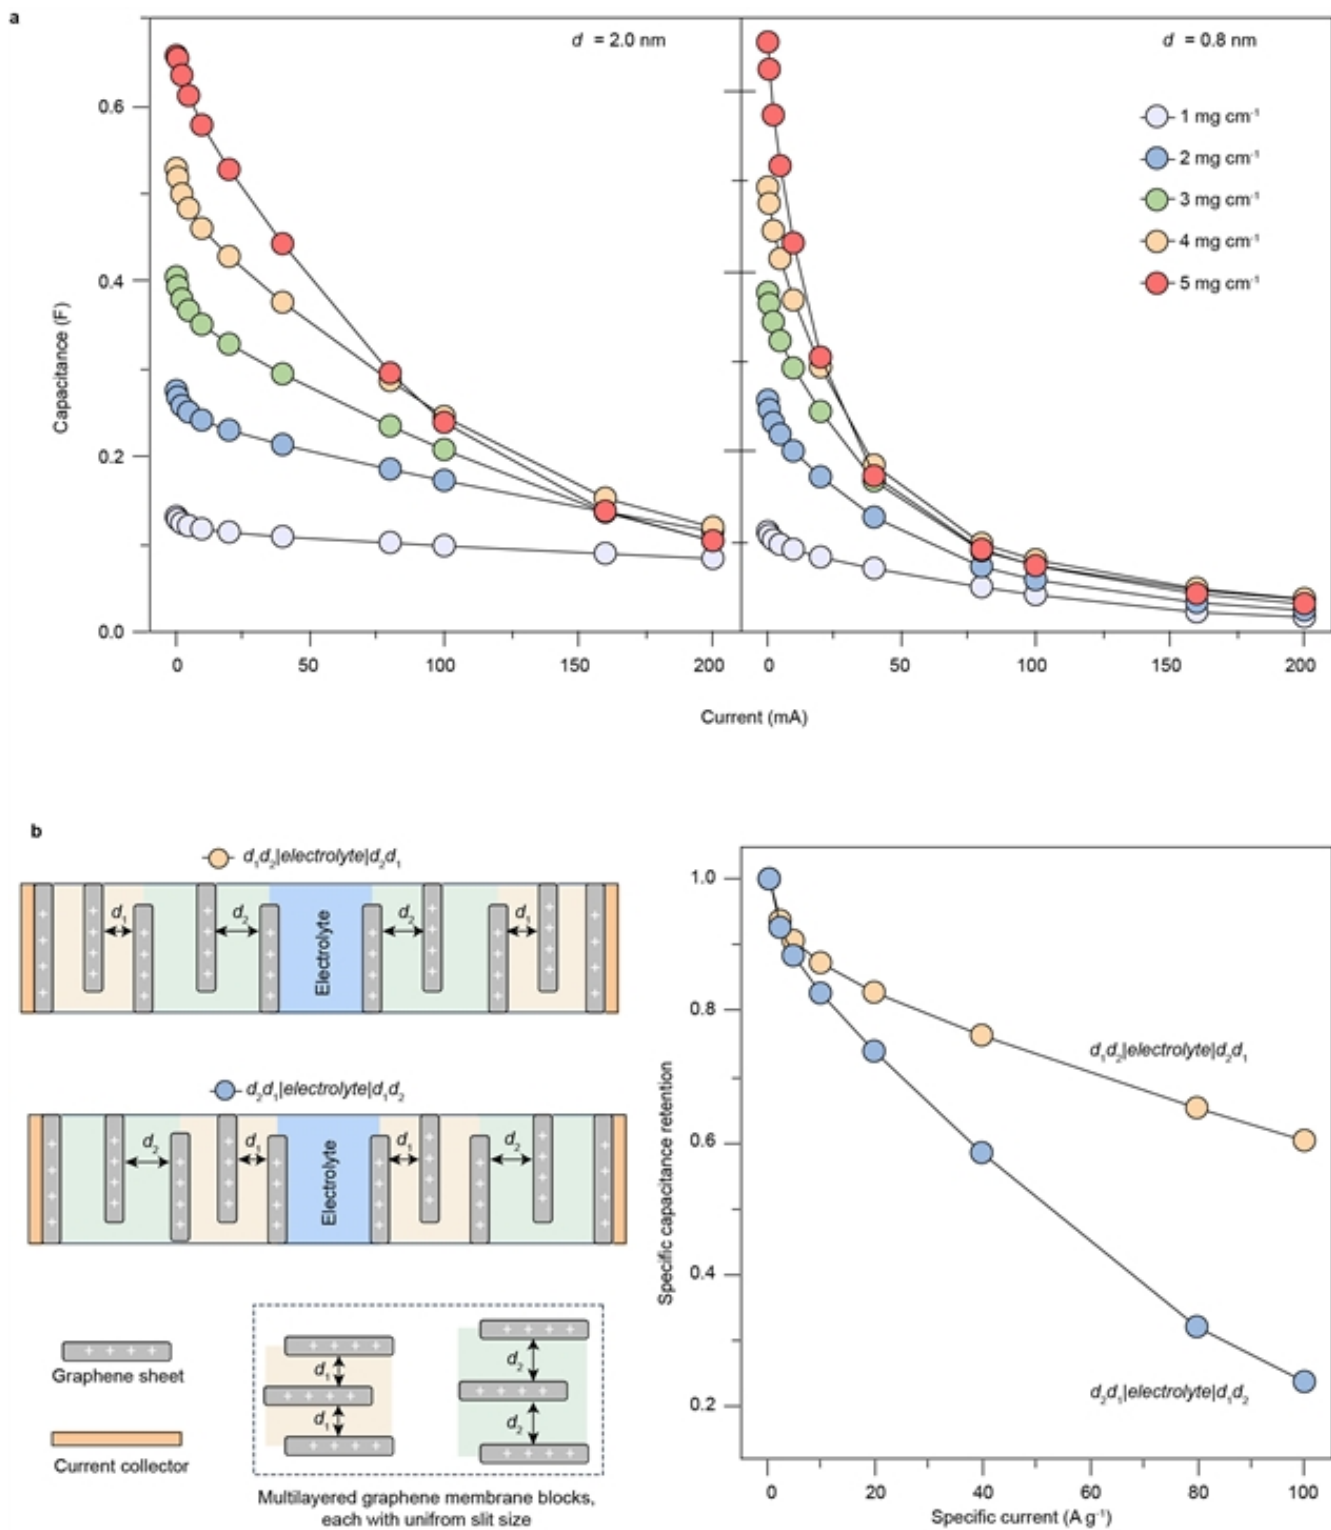 a
d = 2.0 nm
d = 0.8 nm
0.6
0.4
0.2
0.0
Capacitance (F)
1 mg cm⁻¹
2 mg cm⁻¹
3 mg cm⁻¹
4 mg cm⁻¹
5 mg cm⁻¹
0 50 100 150 200
0 50 100 150 200
Current (mA)
b
d₁d₂|electrolyte|d₂d₁
d₁ d₂ Electrolyte d₂ d₁
d₂d₁|electrolyte|d₁d₂
d₂ d₁ Electrolyte d₁ d₂
Graphene sheet
Current collector
d₁
d₁
d₂
d₂
Multilayered graphene membrane blocks,
each with unifrom slit size
1.0
0.8
0.6
0.4
0.2
Specific capacitance retention
d₁d₂|electrolyte|d₂d₁
d₂d₁|electrolyte|d₁d₂
0 20 40 60 80 100
Specific current (A g⁻¹)